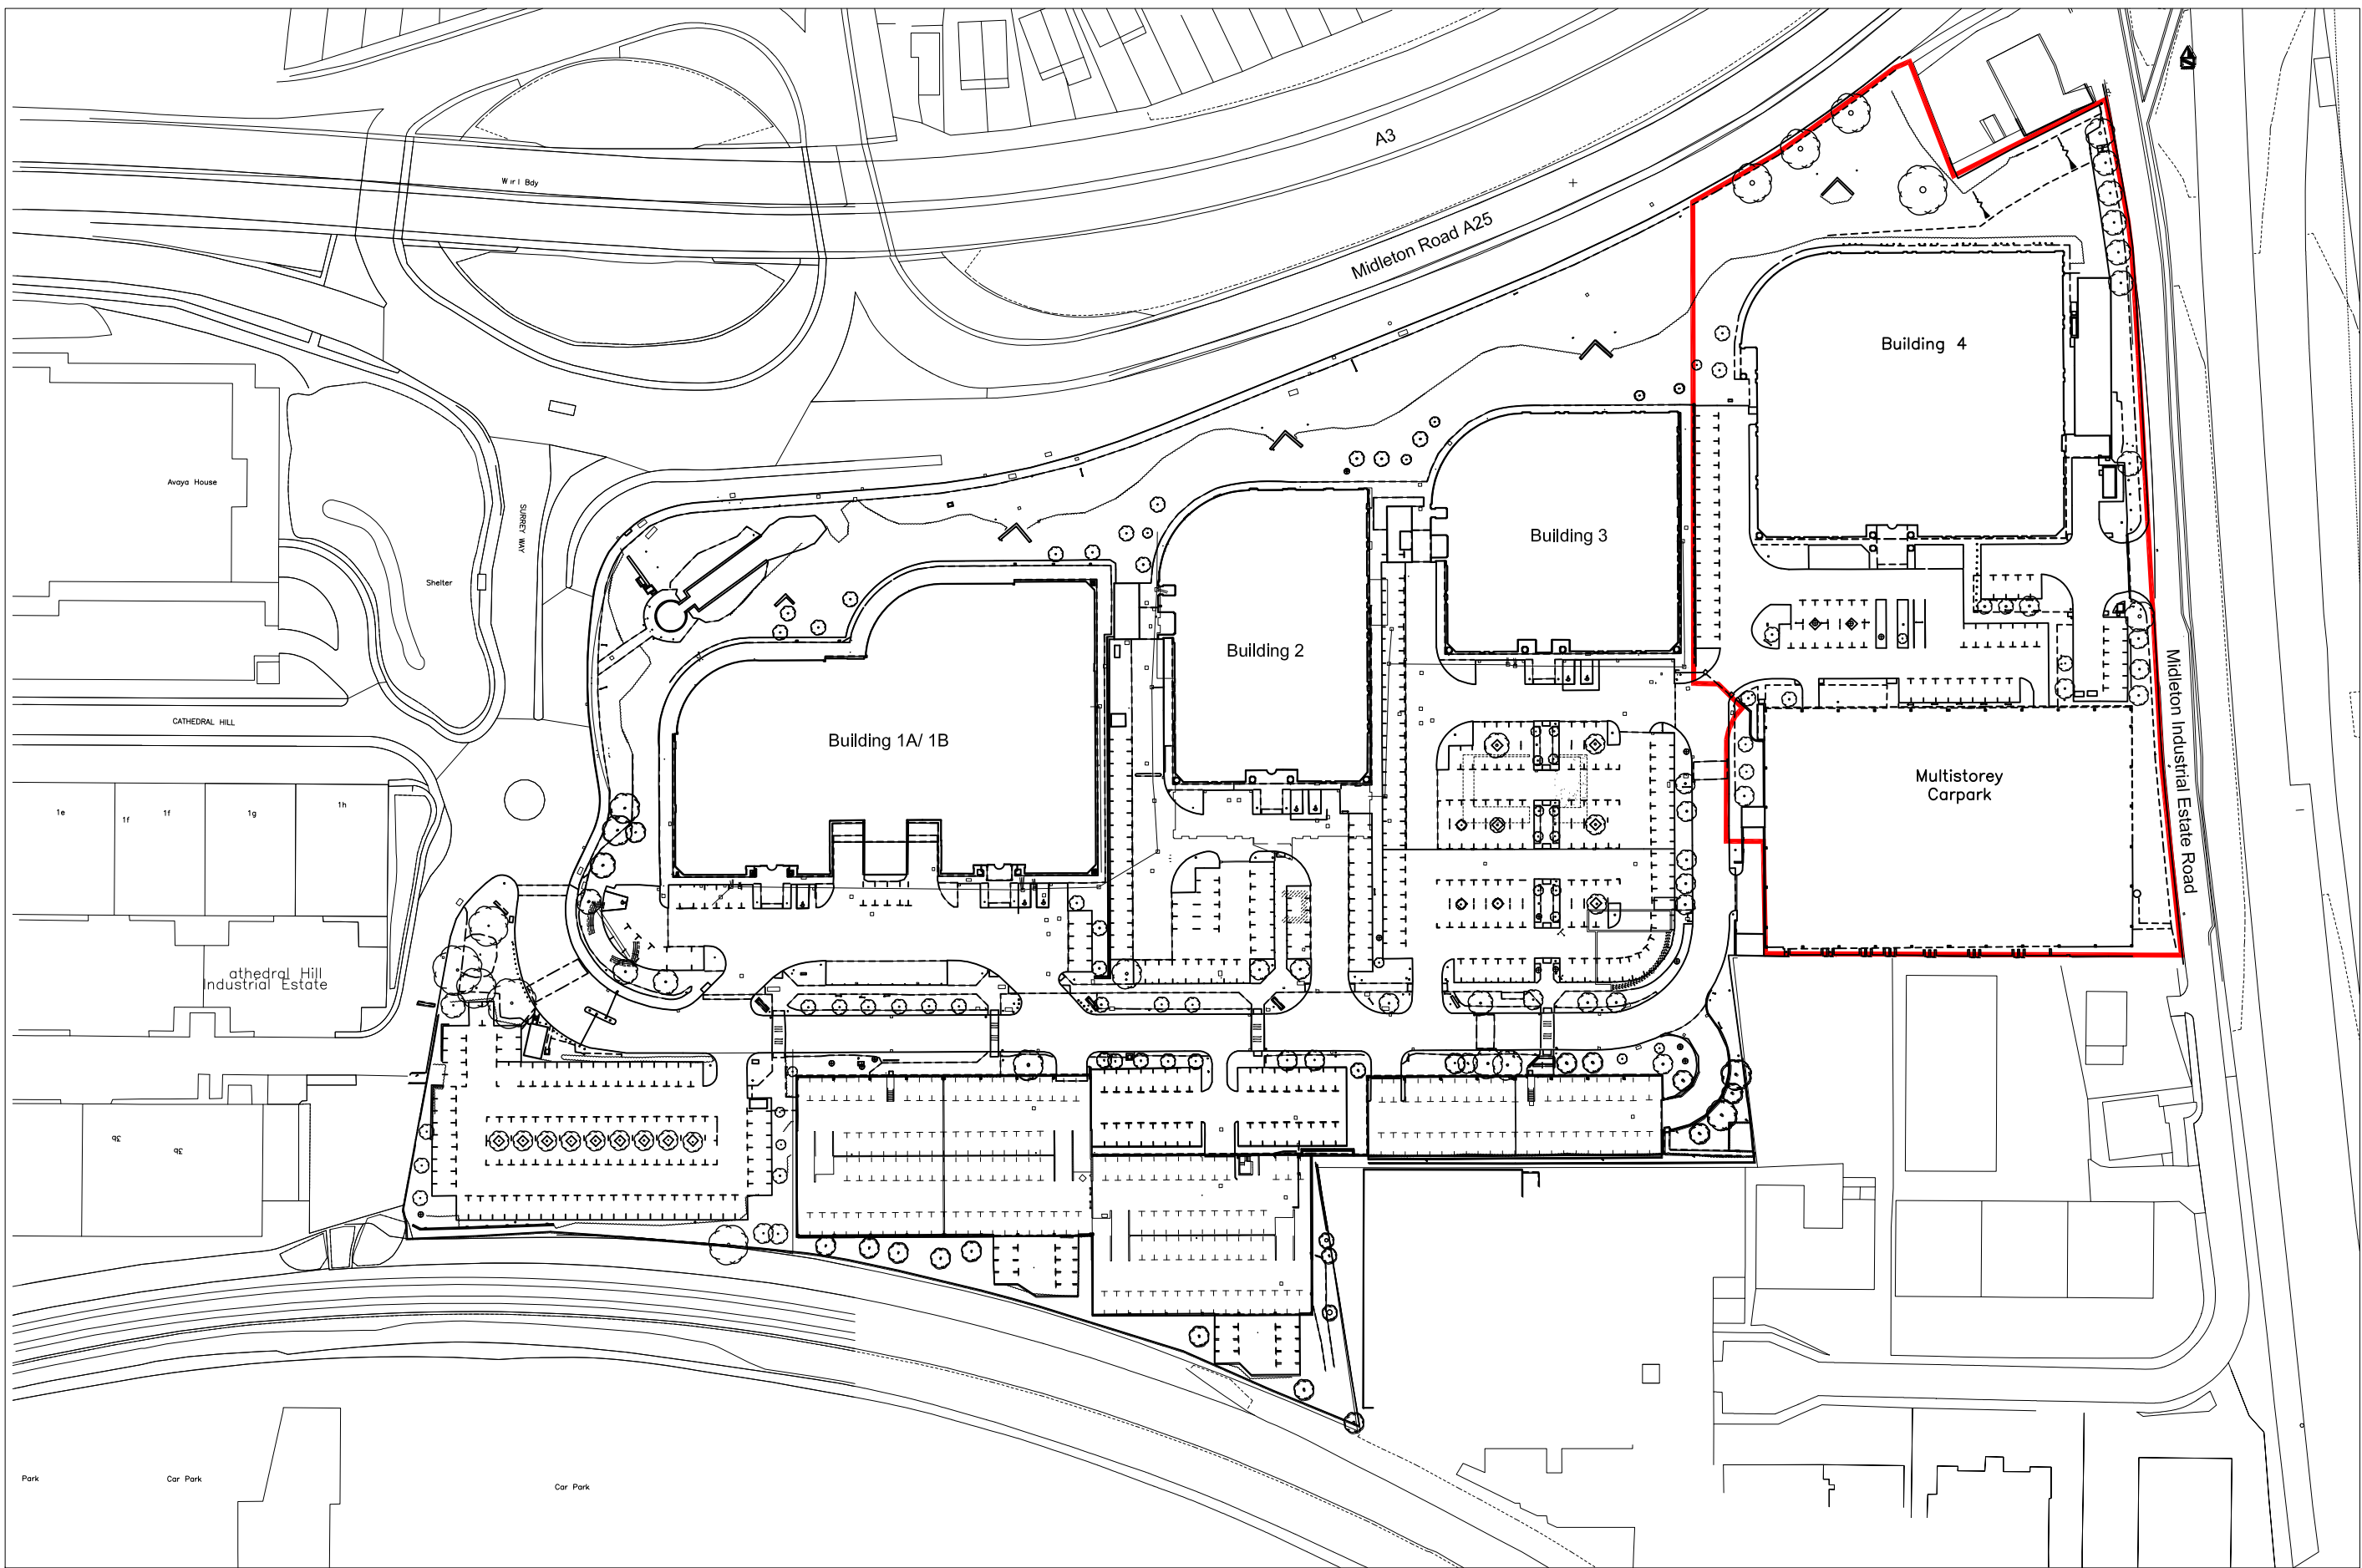 A3
Midleton Road A25
Building 4
Avaya House
SURREY WAY
Shelter
Building 3
Building 2
CATHEDRAL HILL
Building 1A/ 1B
Multistorey
Carpark
Midleton Industrial Estate Road
1e
1f
1f
1g
1h
athedral Hill
Industrial Estate
3b
3b
Park
Car Park
Car Park